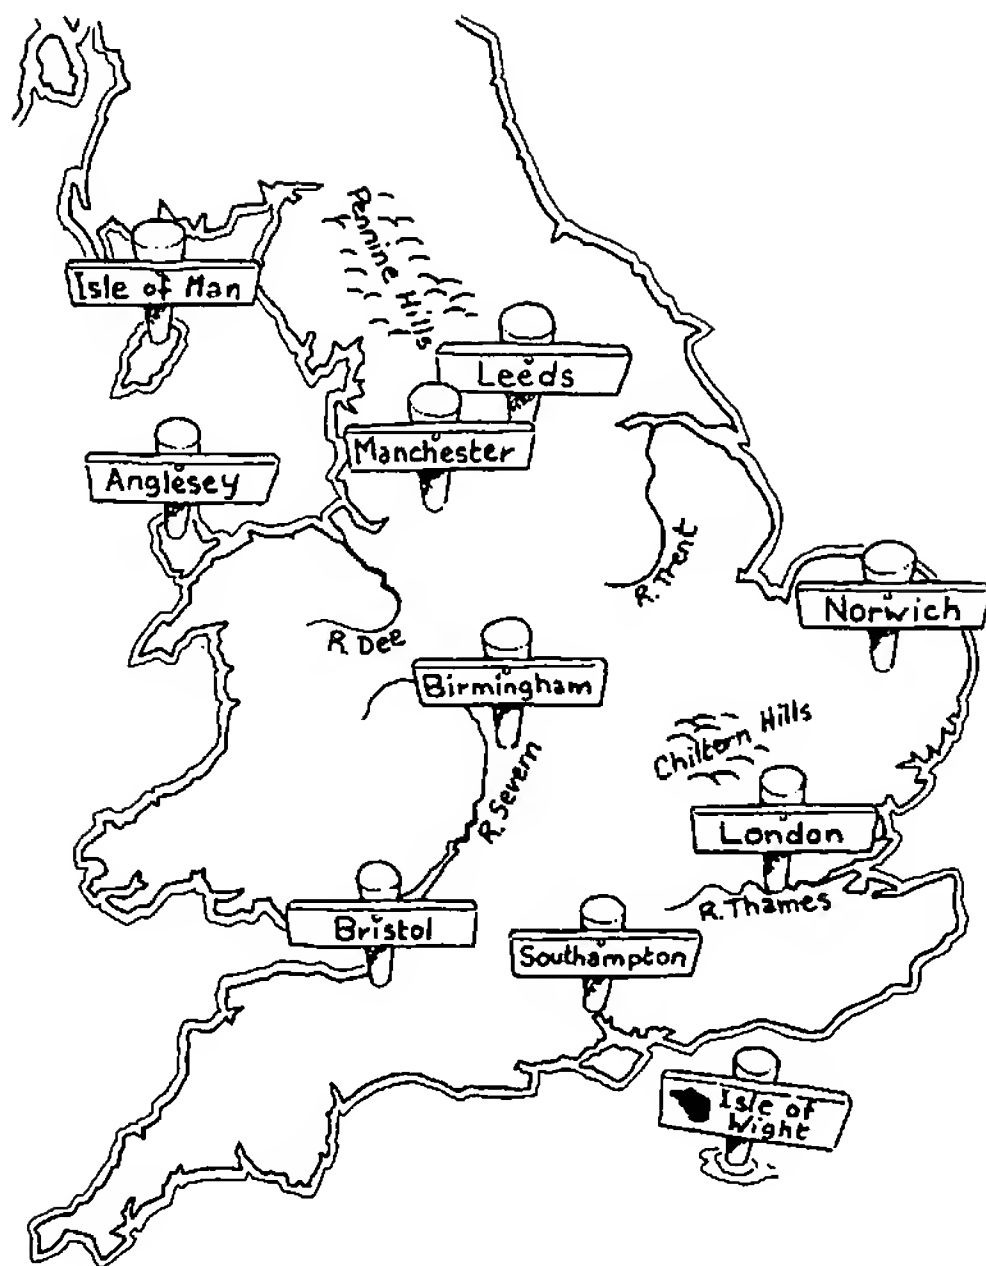 Pennine Hills
Isle of Man
Leeds
Manchester
Anglesey
R. Trent
Norwich
R. Dee
Birmingham
Chiltern Hills
R. Severn
London
R. Thames
Bristol
Southampton
Isle of
Wight